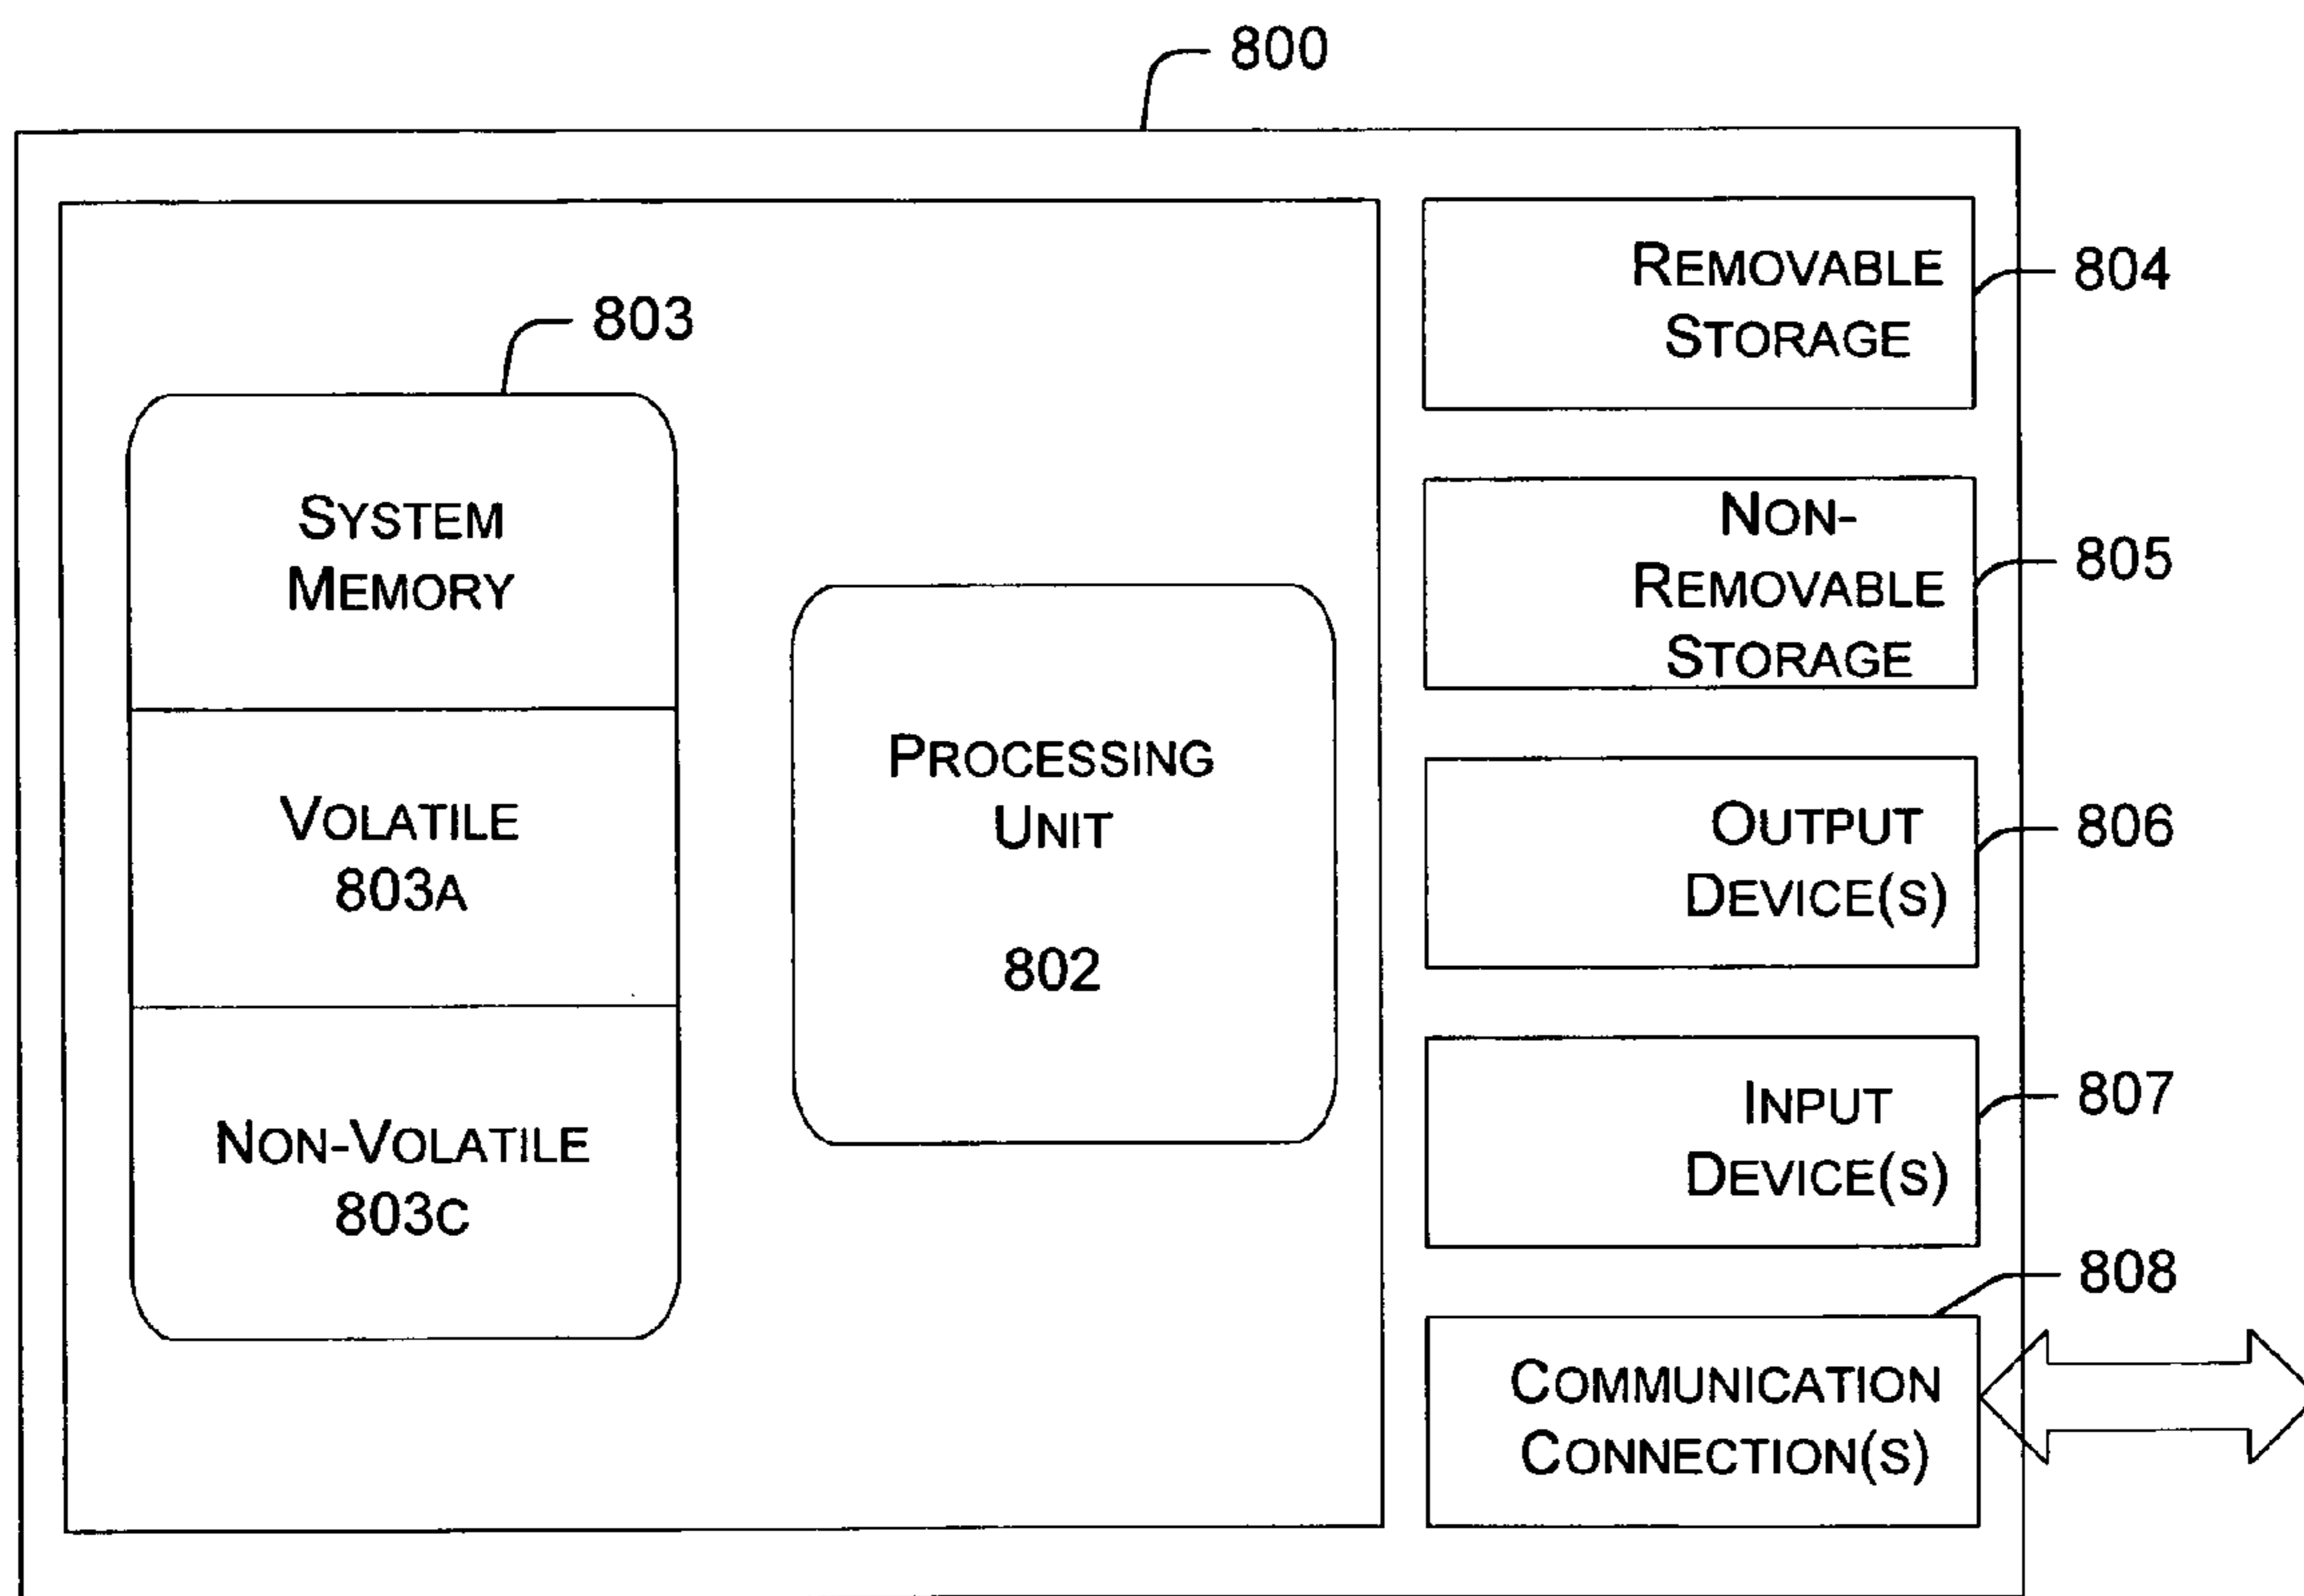 800
803
SYSTEM
MEMORY
VOLATILE
803A
NON-VOLATILE
803C
PROCESSING
UNIT
802
REMOVABLE
STORAGE
804
NON-
REMOVABLE
STORAGE
805
OUTPUT
DEVICE(S)
806
INPUT
DEVICE(S)
807
808
COMMUNICATION
CONNECTION(S)